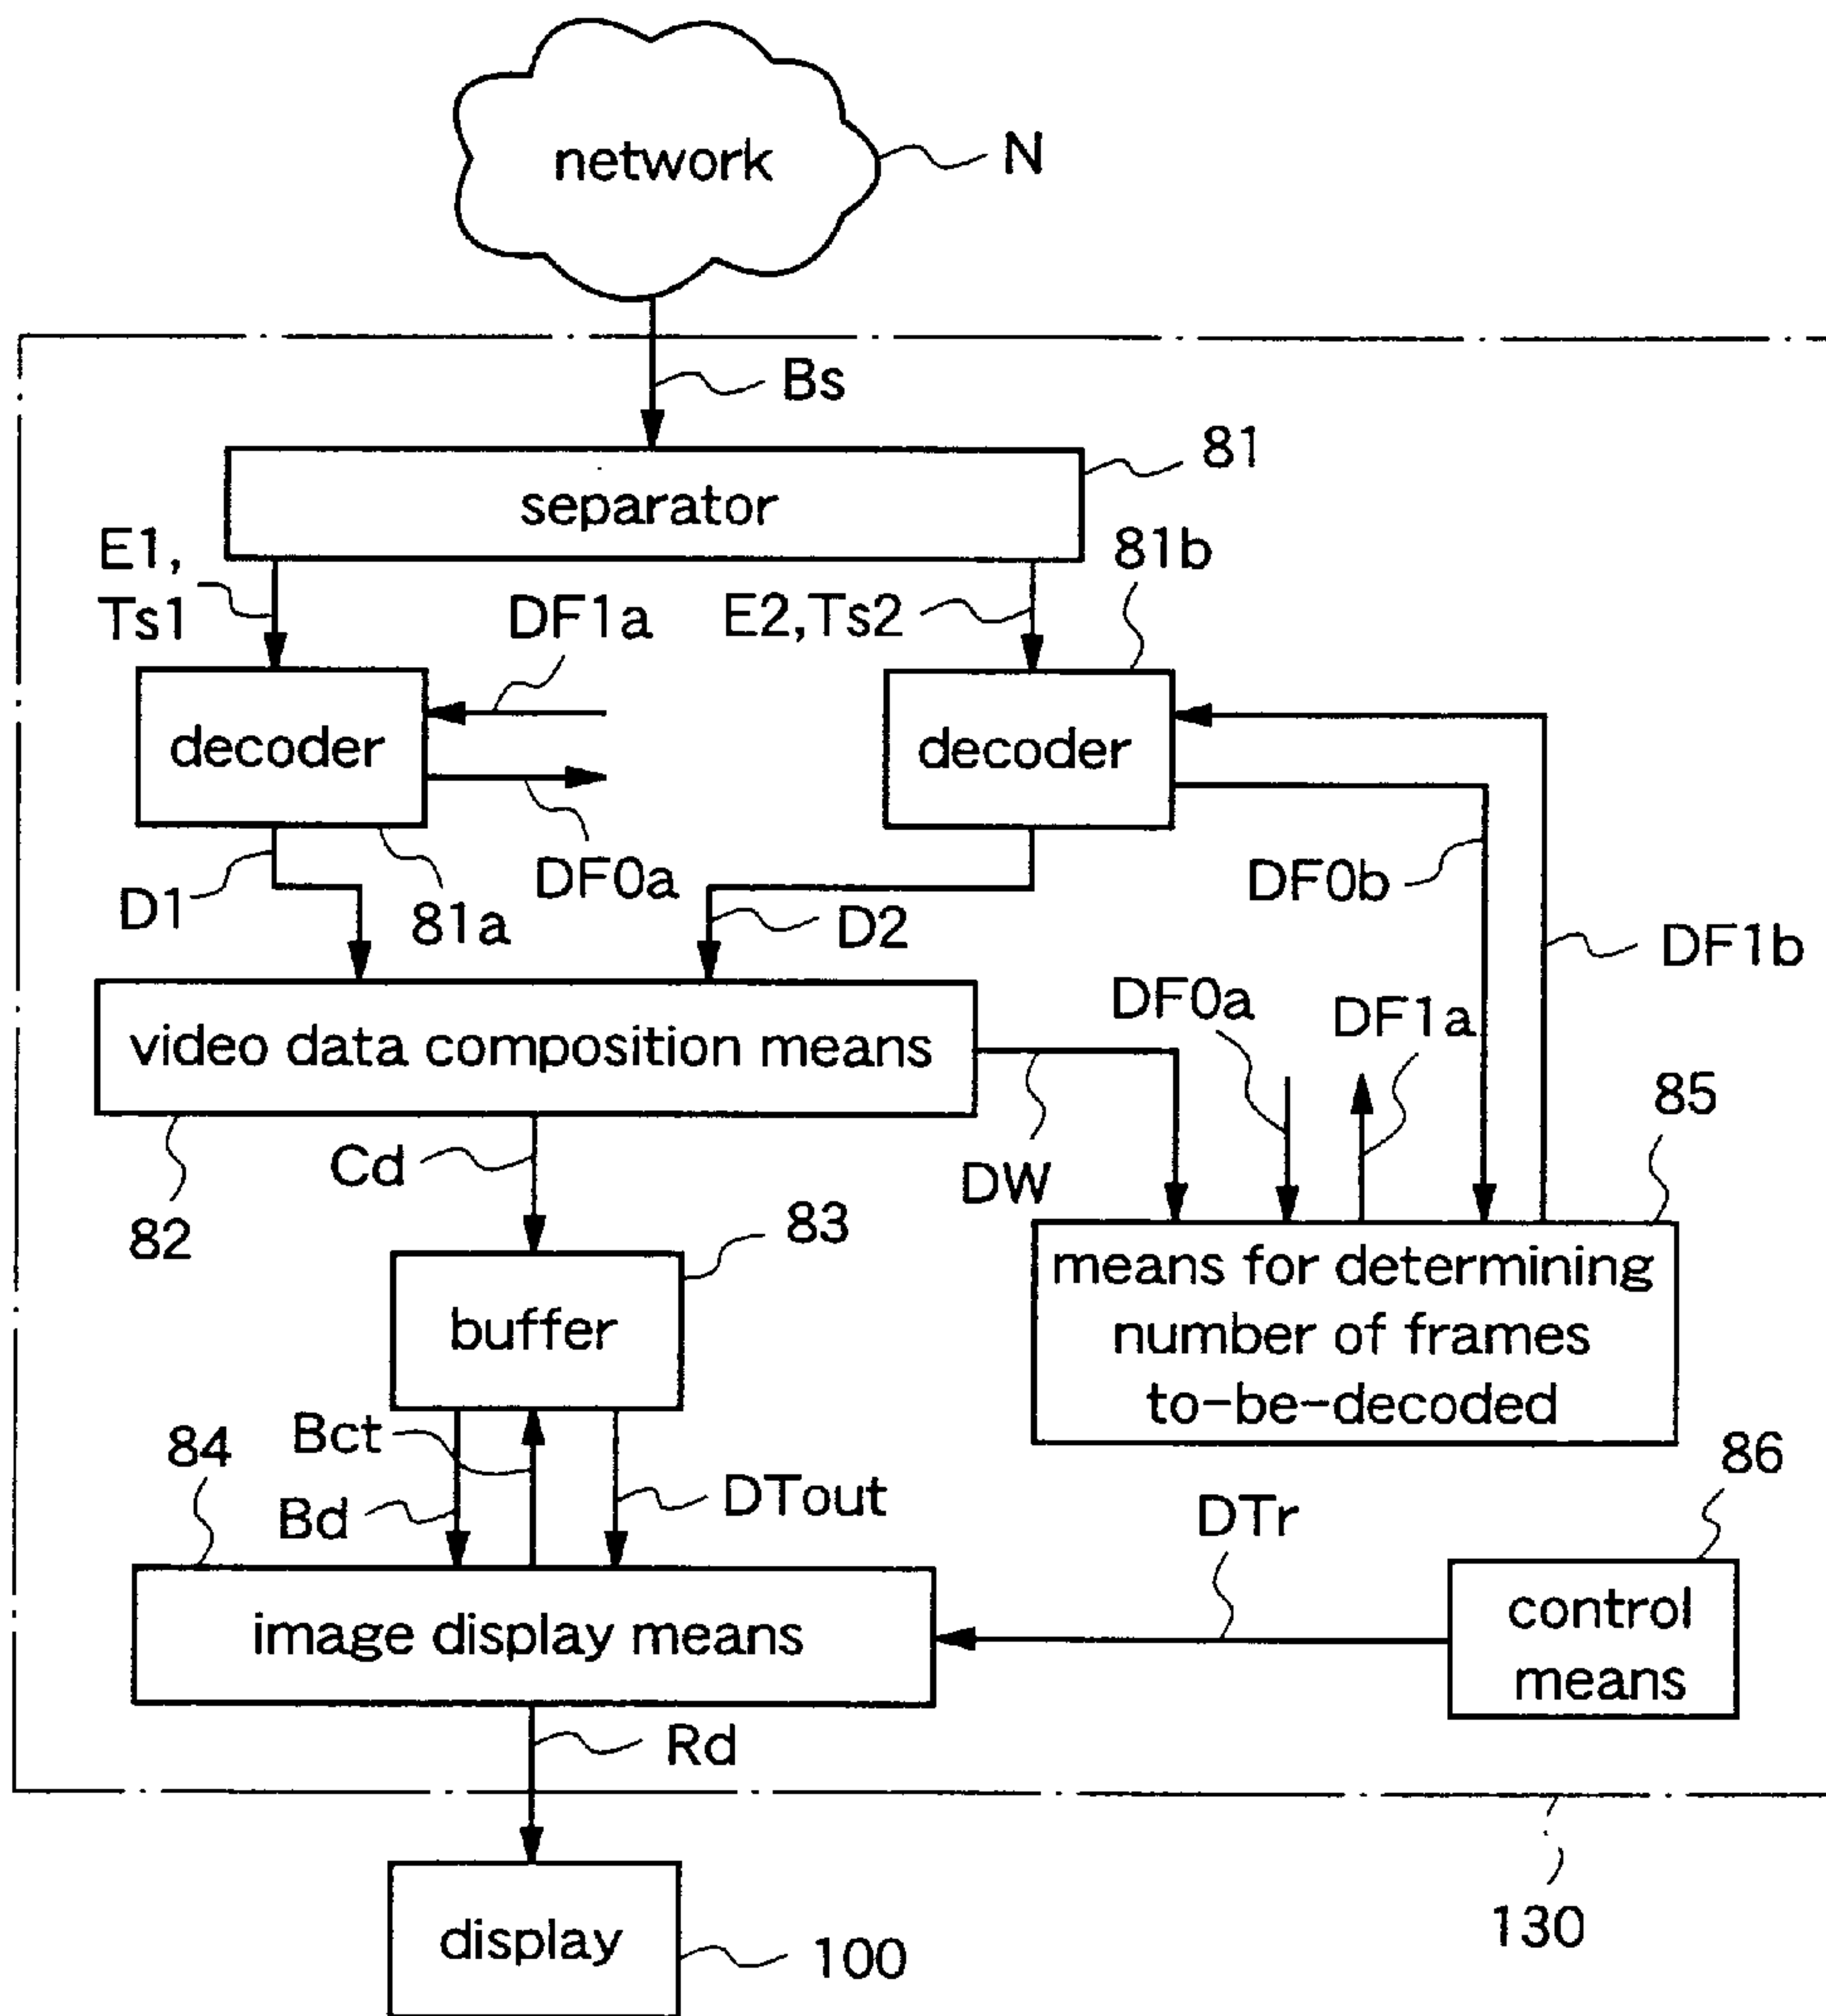 network
N
Bs
81
separator
E1,
Ts1
DF1a
E2,Ts2
81b
decoder
decoder
DF0a
D1
81a
D2
DF0b
DF1b
DF0a
DF1a
video data composition means
85
Cd
DW
82
83
means for determining
number of frames
to-be-decoded
buffer
84
Bct
Bd
DTout
DTr
86
image display means
control
means
Rd
130
display
100